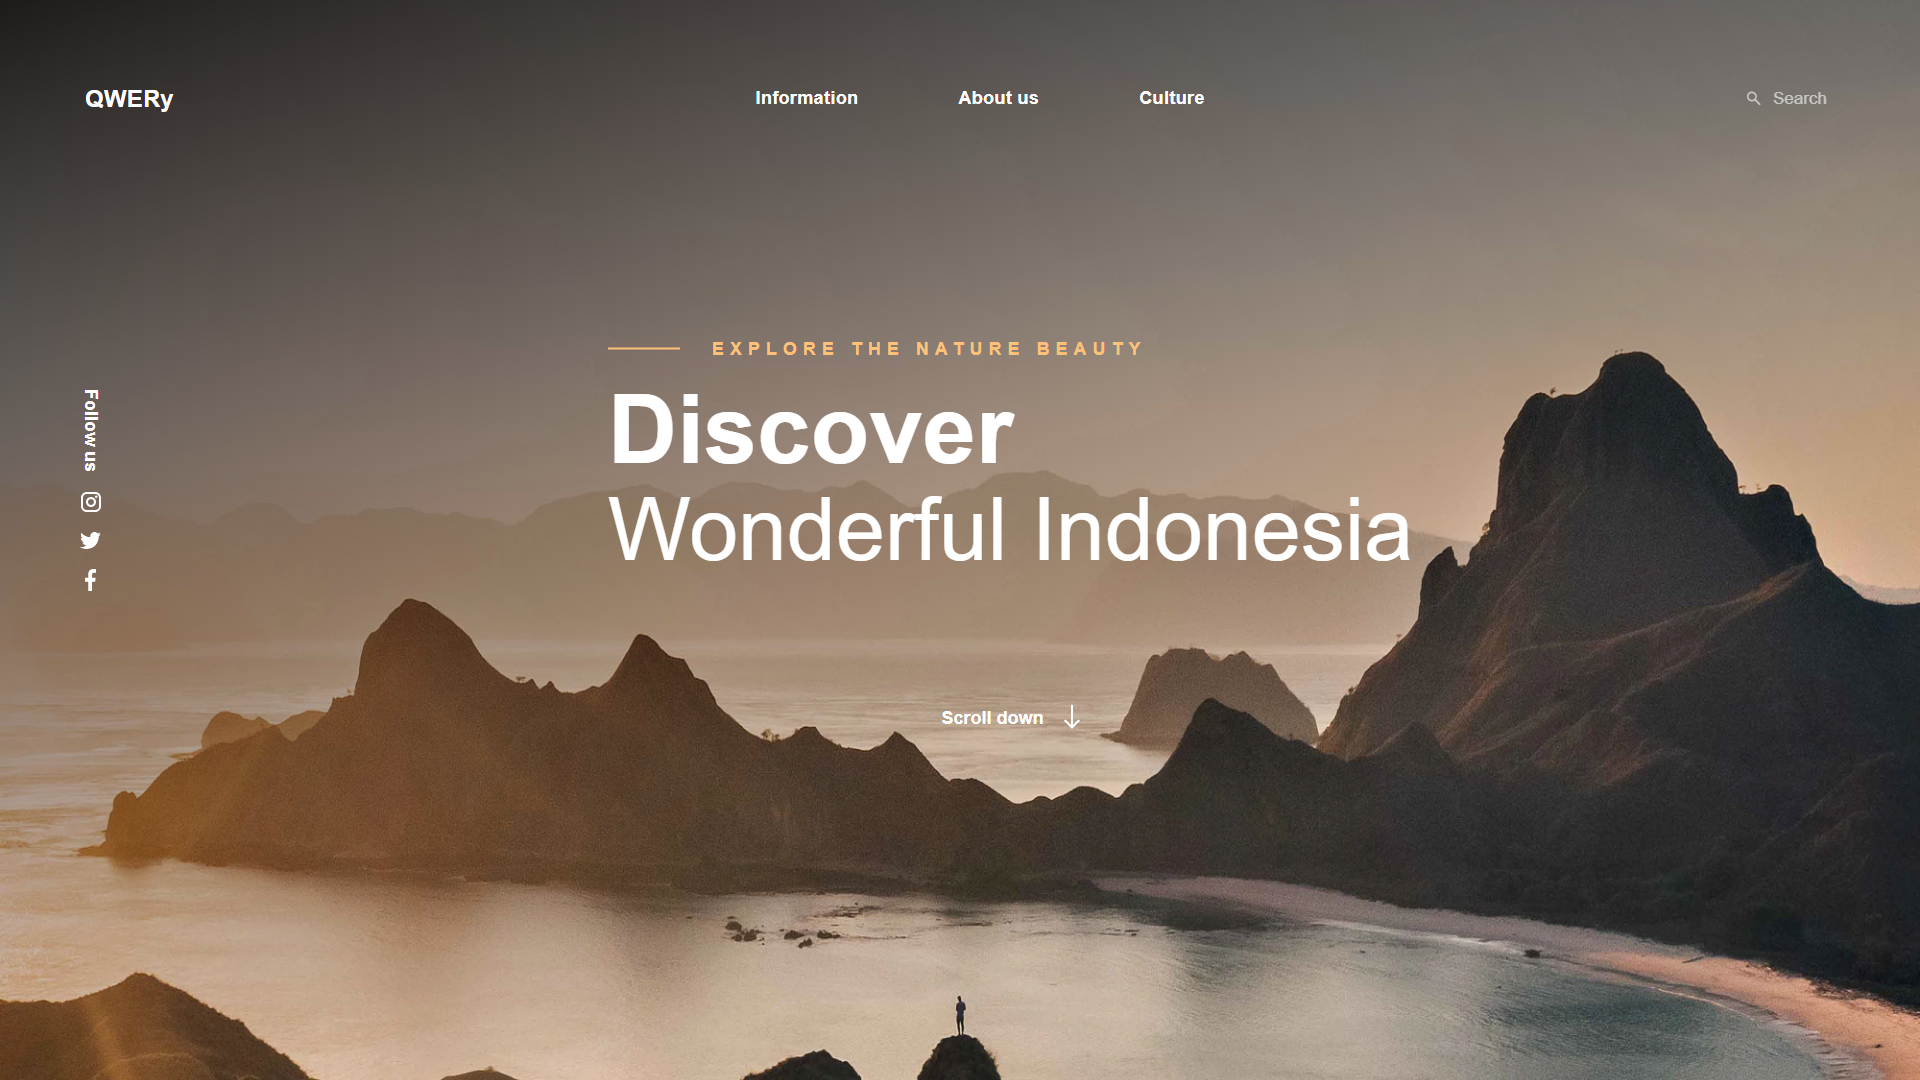 QWERy
Information
About us
Culture
Search
EXPLORE THE NATURE BEAUTY
Discover
Wonderful Indonesia
Follow us
Scroll down